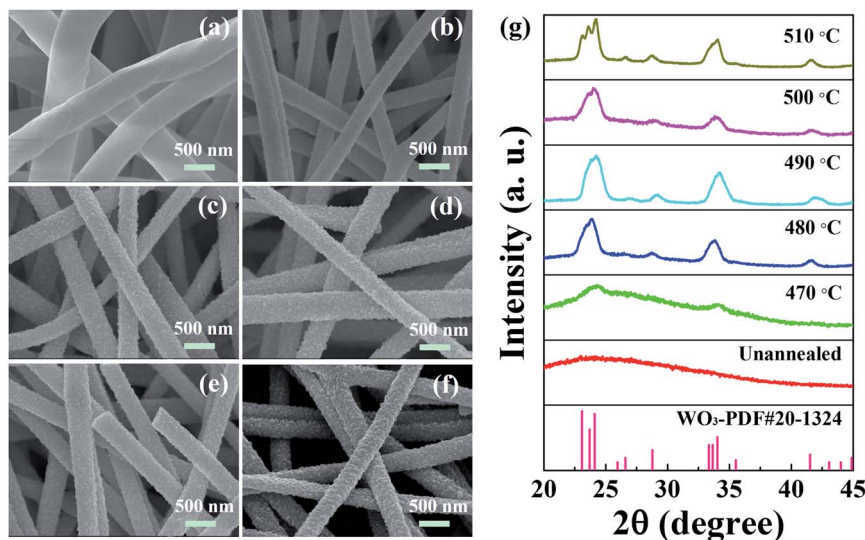 (a)
500 nm
(b)
500 nm
(c)
500 nm
(d)
500 nm
(e)
500 nm
(f)
500 nm
(g)
510 °C
500 °C
490 °C
480 °C
470 °C
Unannealed
WO₃-PDF#20-1324
Intensity (a. u.)
20 25 30 35 40 45
2θ (degree)